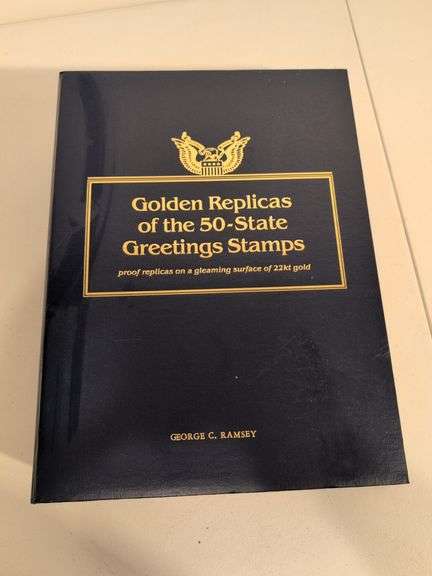 Golden Replicas
of the 50-State
Greetings Stamps
proof replicas on a gleaming surface of 22kt gold
GEORGE C. RAMSEY